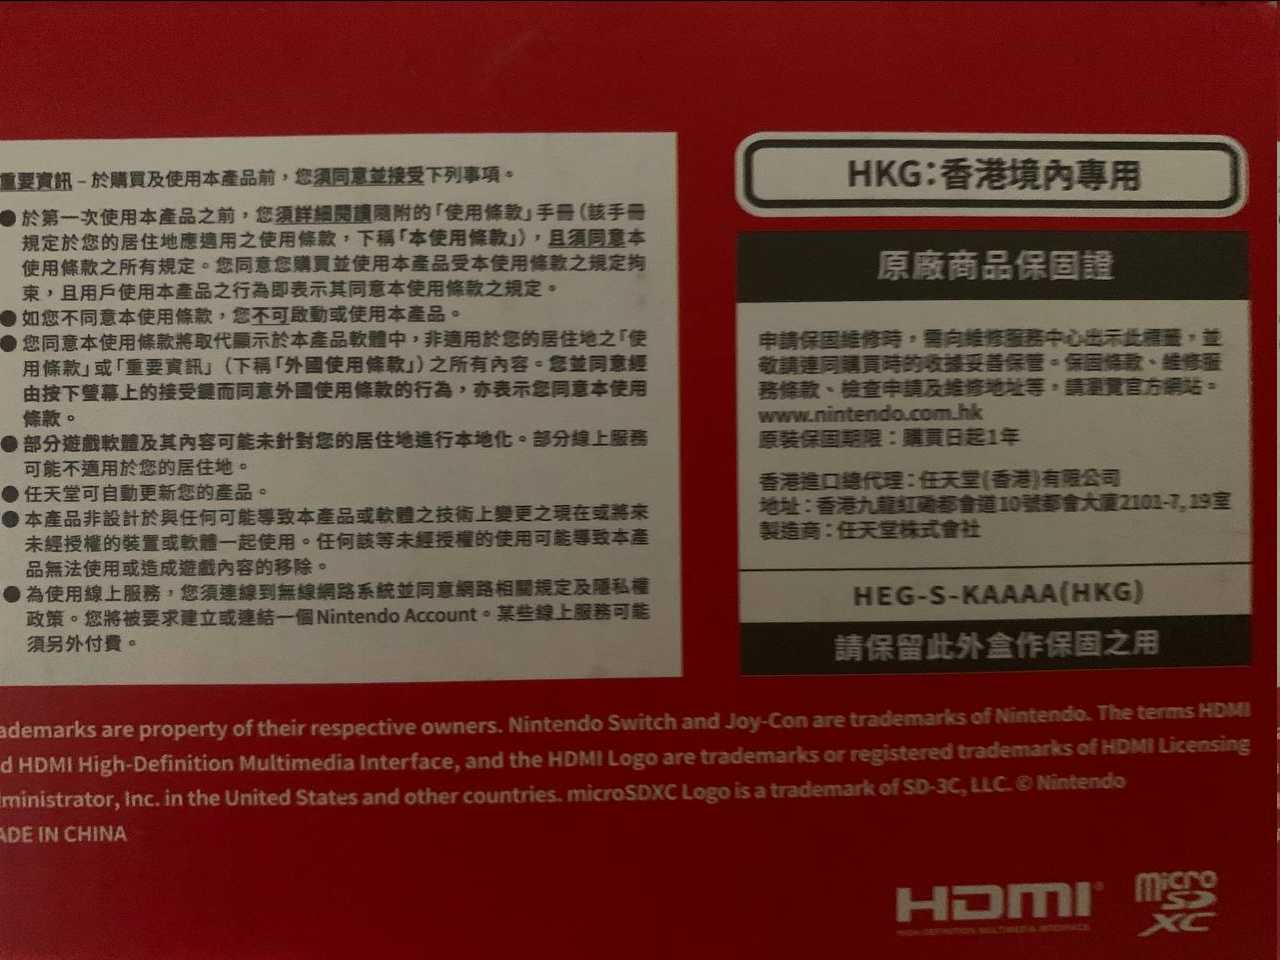 重要資訊 – 於購買及使用本產品前，您須同意並接受下列事項。
● 於第一次使用本產品之前，您須詳細閱讀隨附的「使用條款」手冊（該手冊
規定於您的居住地應適用之使用條款，下稱「本使用條款」），且須同意本
使用條款之所有規定。您同意您購買並使用本產品受本使用條款之規定拘
束，且用戶使用本產品之行為即表示其同意本使用條款之規定。
● 如您不同意本使用條款，您不可啟動或使用本產品。
● 您同意本使用條款將取代顯示於本產品軟體中，非適用於您的居住地之「使
用條款」或「重要資訊」（下稱「外國使用條款」）之所有內容。您並同意經
由按下螢幕上的接受鍵而同意外國使用條款的行為，亦表示您同意本使用
條款。
● 部分遊戲軟體及其內容可能未針對您的居住地進行本地化。部分線上服務
可能不適用於您的居住地。
● 任天堂可自動更新您的產品。
● 本產品非設計於與任何可能導致本產品或軟體之技術上變更之現在或將來
未經授權的裝置或軟體一起使用。任何該等未經授權的使用可能導致本產
品無法使用或造成遊戲內容的移除。
● 為使用線上服務，您須連線到無線網路系統並同意網路相關規定及隱私權
政策。您將被要求建立或連結一個Nintendo Account。某些線上服務可能
須另外付費。
HKG：香港境內專用
原廠商品保固證
申請保固維修時，需向維修服務中心出示此標籤，並
敬請連同購買時的收據妥善保管。保固條款、維修服
務條款、檢查申請及維修地址等，請瀏覽官方網站。
www.nintendo.com.hk
原裝保固期限：購買日起1年
香港進口總代理：任天堂(香港)有限公司
地址：香港九龍紅磡都會道10號都會大廈2101-7, 19室
製造商：任天堂株式會社
HEG-S-KAAAA(HKG)
請保留此外盒作保固之用
ademarks are property of their respective owners. Nintendo Switch and Joy-Con are trademarks of Nintendo. The terms HDMI
d HDMI High-Definition Multimedia Interface, and the HDMI Logo are trademarks or registered trademarks of HDMI Licensing
ministrator, Inc. in the United States and other countries. microSDXC Logo is a trademark of SD-3C, LLC. © Nintendo
ADE IN CHINA
HDMI®
HIGH-DEFINITION MULTIMEDIA INTERFACE
micro
SD
XC